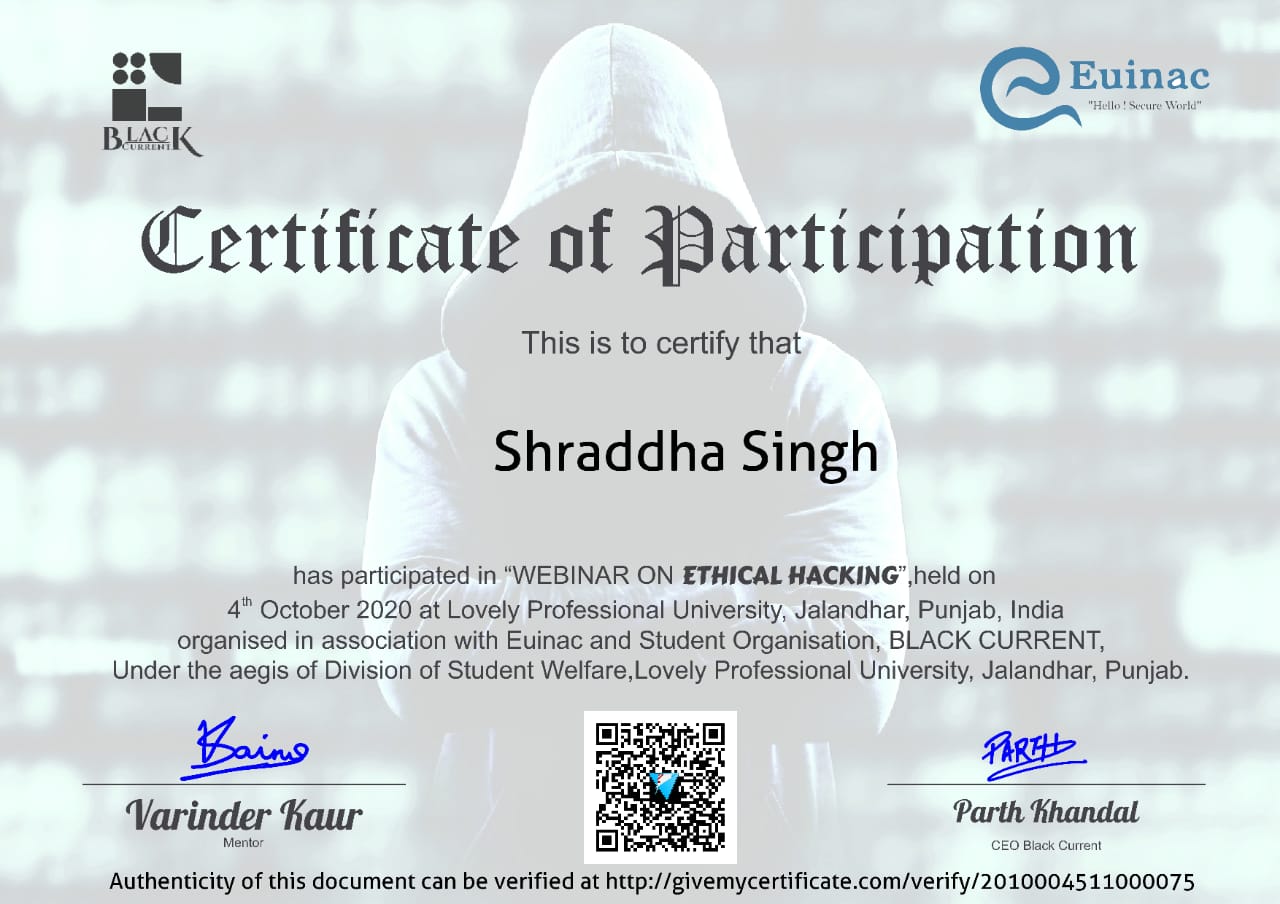 BLACK
CURRENT
Euinac
"Hello ! Secure World"
Certificate of Participation
This is to certify that
Shraddha Singh
has participated in “WEBINAR ON ETHICAL HACKING”,held on
4th October 2020 at Lovely Professional University, Jalandhar, Punjab, India
organised in association with Euinac and Student Organisation, BLACK CURRENT,
Under the aegis of Division of Student Welfare,Lovely Professional University, Jalandhar, Punjab.
PARTH
Varinder Kaur
Mentor
Parth Khandal
CEO Black Current
Authenticity of this document can be verified at http://givemycertificate.com/verify/2010004511000075